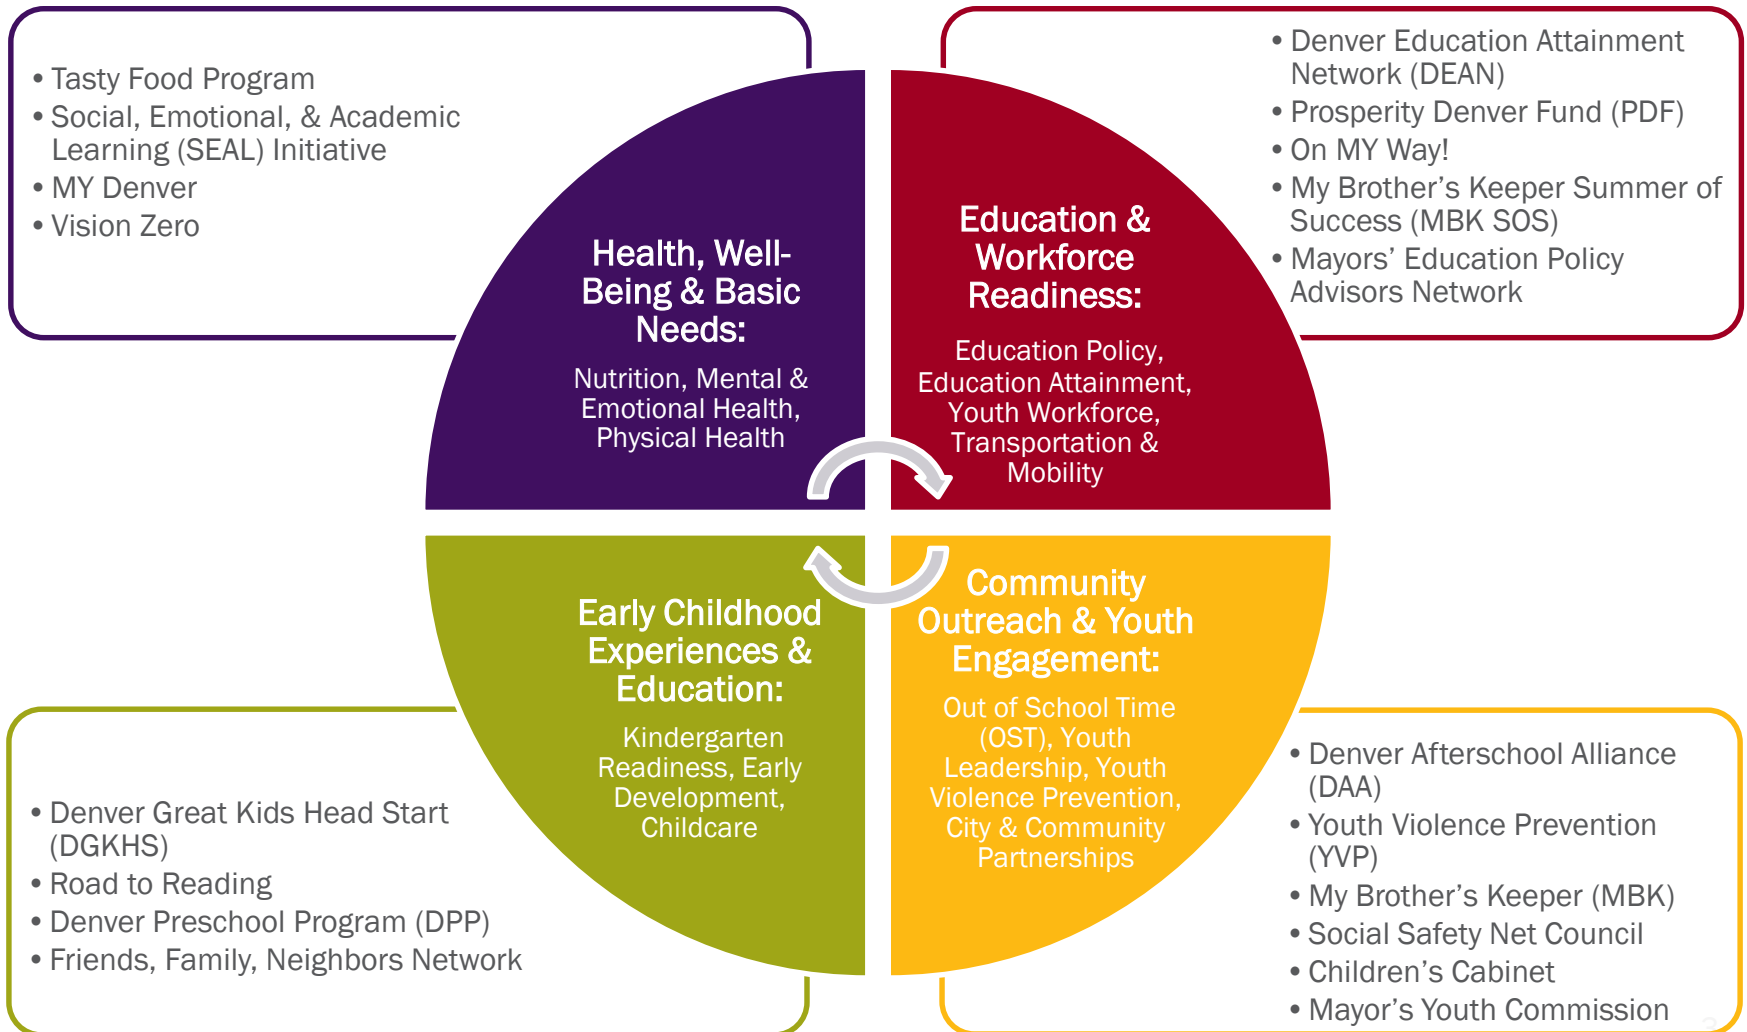 • Tasty Food Program
• Social, Emotional, & Academic
Learning (SEAL) Initiative
• MY Denver
• Vision Zero
Health, Well-
Being & Basic
Needs:
Nutrition, Mental &
Emotional Health,
Physical Health
Education &
Workforce
Readiness:
Education Policy,
Education Attainment,
Youth Workforce,
Transportation &
Mobility
• Denver Education Attainment
Network (DEAN)
• Prosperity Denver Fund (PDF)
• On MY Way!
• My Brother’s Keeper Summer of
Success (MBK SOS)
• Mayors’ Education Policy
Advisors Network
• Denver Great Kids Head Start
(DGKHS)
• Road to Reading
• Denver Preschool Program (DPP)
• Friends, Family, Neighbors Network
Early Childhood
Experiences &
Education:
Kindergarten
Readiness, Early
Development,
Childcare
Community
Outreach & Youth
Engagement:
Out of School Time
(OST), Youth
Leadership, Youth
Violence Prevention,
City & Community
Partnerships
• Denver Afterschool Alliance
(DAA)
• Youth Violence Prevention
(YVP)
• My Brother’s Keeper (MBK)
• Social Safety Net Council
• Children’s Cabinet
• Mayor’s Youth Commission